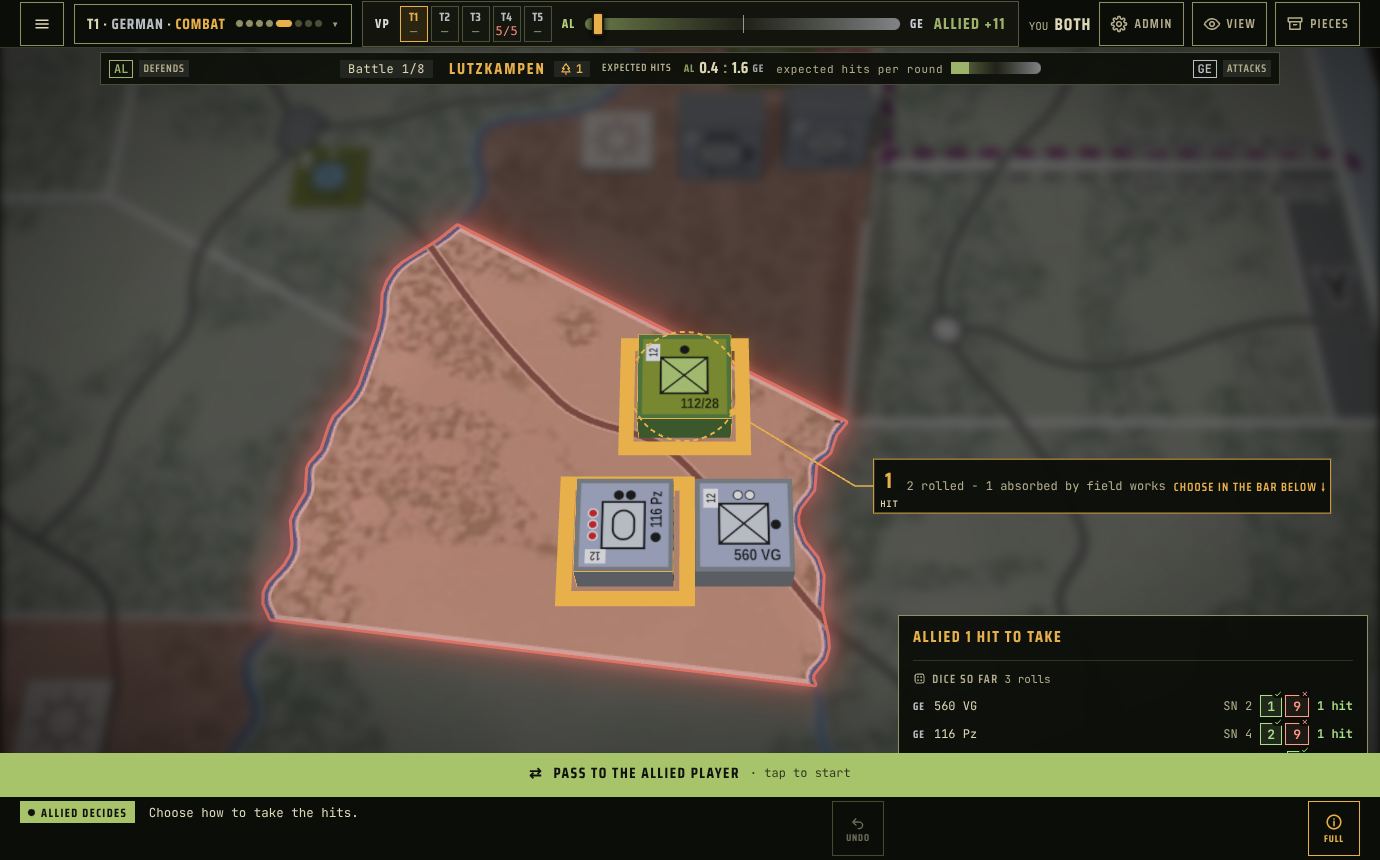 T1 · GERMAN · COMBAT
VP
T1
–
T2
–
T3
–
T4
5/5
T5
–
AL
GE
ALLIED +11
YOU BOTH
ADMIN
VIEW
PIECES
AL DEFENDS
Battle 1/8
LUTZKAMPEN
1
EXPECTED HITS
AL 0.4 : 1.6 GE
expected hits per round
GE ATTACKS
12
112/28
116 Pz
12
12
560 VG
1
HIT
2 rolled - 1 absorbed by field works
CHOOSE IN THE BAR BELOW ↓
ALLIED 1 HIT TO TAKE
DICE SO FAR 3 rolls
GE 560 VG SN 2 1 9 1 hit
GE 116 Pz SN 4 2 9 1 hit
⇄ PASS TO THE ALLIED PLAYER · tap to start
ALLIED DECIDES
Choose how to take the hits.
UNDO
FULL